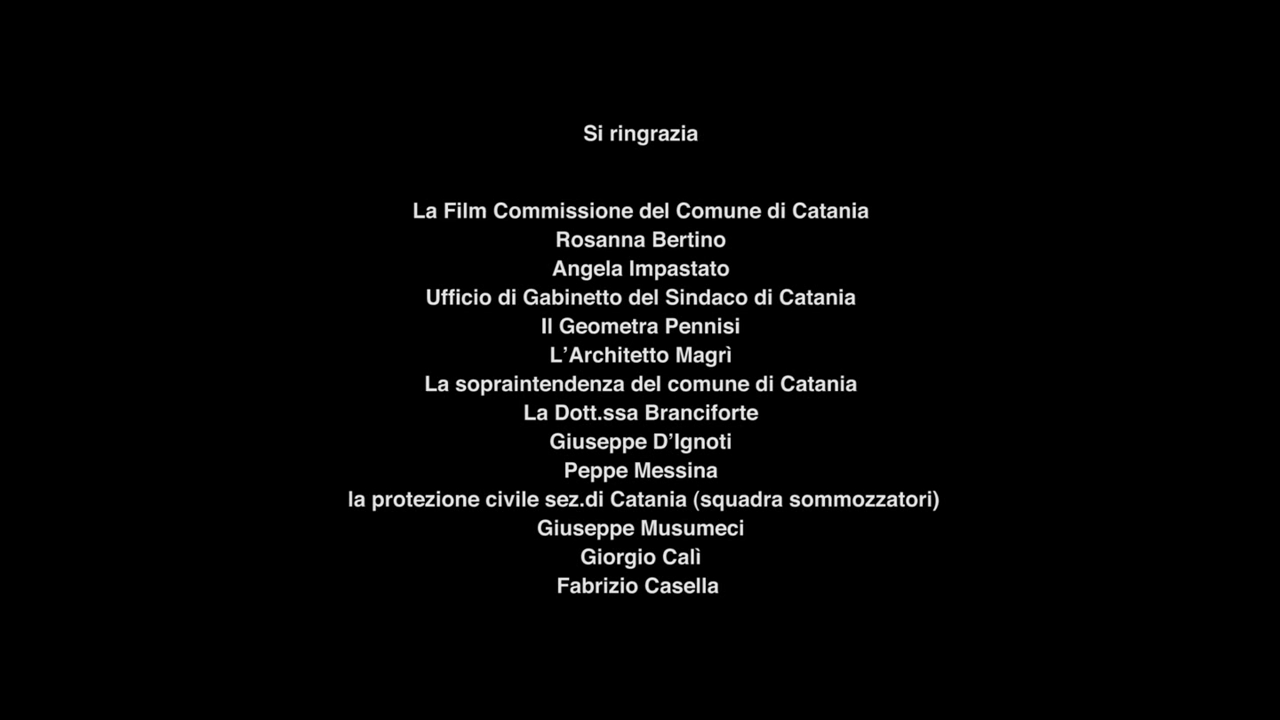 Si ringrazia
La Film Commissione del Comune di Catania
Rosanna Bertino
Angela Impastato
Ufficio di Gabinetto del Sindaco di Catania
Il Geometra Pennisi
L’Architetto Magrì
La sopraintendenza del comune di Catania
La Dott.ssa Branciforte
Giuseppe D’Ignoti
Peppe Messina
la protezione civile sez.di Catania (squadra sommozzatori)
Giuseppe Musumeci
Giorgio Calì
Fabrizio Casella